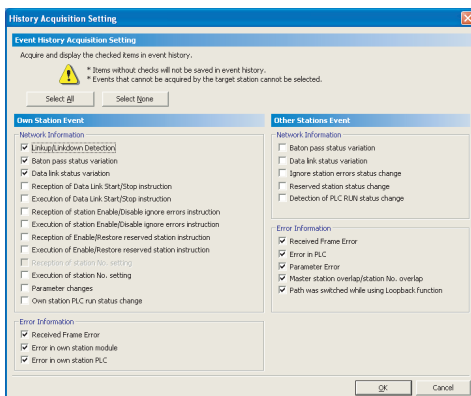 History Acquisition Setting
Event History Acquisition Setting
Acquire and display the checked items in event history.
* Items without checks will not be saved in event history.
* Events that cannot be acquired by the target station cannot be selected.
Select All
Select None
Own Station Event
Network Information
Linkup/Linkdown Detection
Baton pass status variation
Data link status variation
Reception of Data Link Start/Stop instruction
Execution of Data Link Start/Stop instruction
Reception of station Enable/Disable ignore errors instruction
Execution of station Enable/Disable ignore errors instruction
Reception of Enable/Restore reserved station instruction
Execution of Enable/Restore reserved station instruction
Reception of station No. setting
Execution of station No. setting
Parameter changes
Own station PLC run status change
Error Information
Received Frame Error
Error in own station module
Error in own station PLC
Other Stations Event
Network Information
Baton pass status variation
Data link status variation
Ignore station errors status change
Reserved station status change
Detection of PLC RUN status change
Error Information
Received Frame Error
Error in PLC
Parameter Error
Master station overlap/station No. overlap
Path was switched while using Loopback function
OK
Cancel